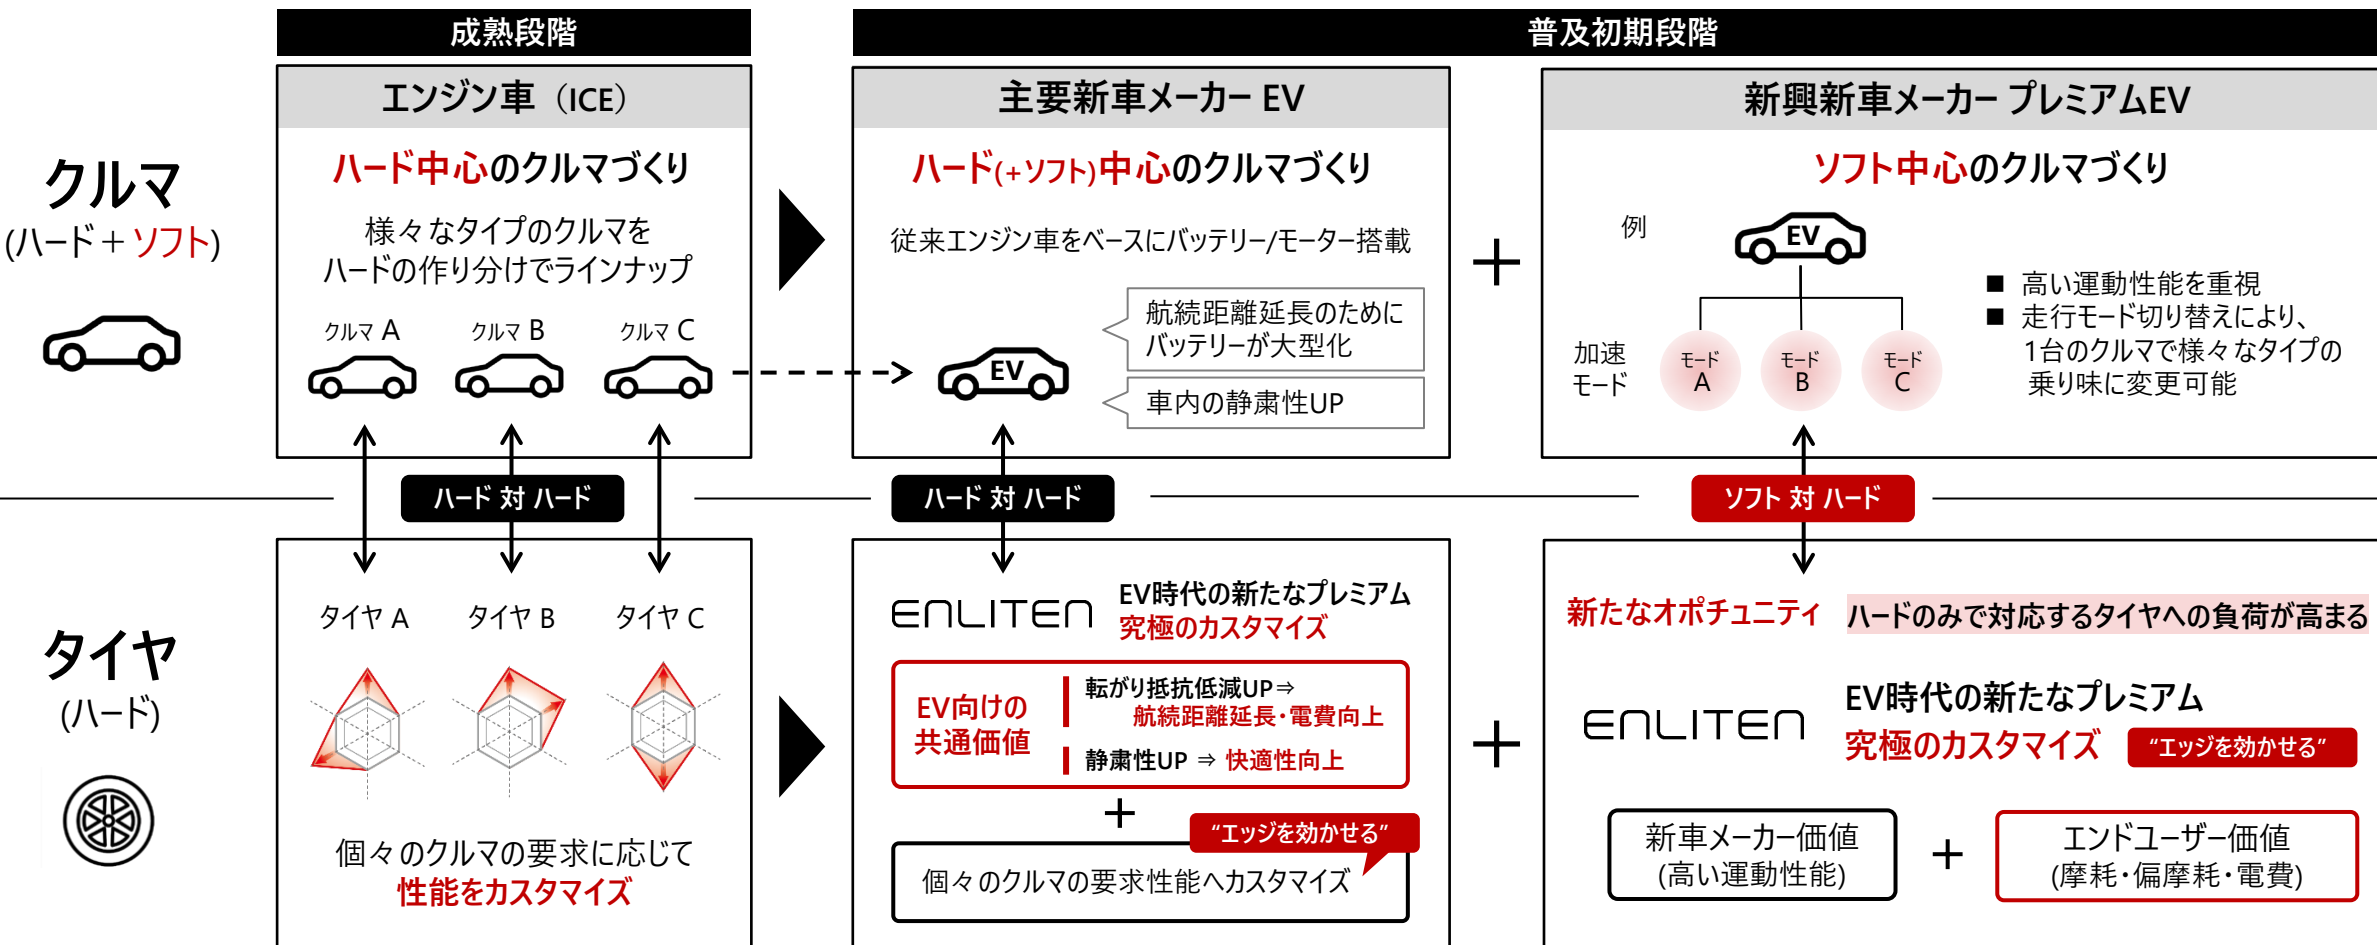 成熟段階
普及初期段階
エンジン車（ICE）
主要新車メーカー EV
新興新車メーカー プレミアムEV
クルマ
(ハード＋ソフト)
ハード中心のクルマづくり
様々なタイプのクルマを
ハードの作り分けでラインナップ
クルマ A
クルマ B
クルマ C
ハード(+ソフト)中心のクルマづくり
従来エンジン車をベースにバッテリー/モーター搭載
EV
航続距離延長のために
バッテリーが大型化
車内の静粛性UP
+
ソフト中心のクルマづくり
例
EV
加速
モード
モード
A
モード
B
モード
C
■ 高い運動性能を重視
■ 走行モード切り替えにより、
1台のクルマで様々なタイプの
乗り味に変更可能
ハード 対 ハード
ハード 対 ハード
ソフト 対 ハード
タイヤ
(ハード)
タイヤ A
タイヤ B
タイヤ C
個々のクルマの要求に応じて
性能をカスタマイズ
ENLITEN
EV時代の新たなプレミアム
究極のカスタマイズ
EV向けの
共通価値
転がり抵抗低減UP⇒
航続距離延長・電費向上
静粛性UP ⇒ 快適性向上
+
“エッジを効かせる”
個々のクルマの要求性能へカスタマイズ
+
新たなオポチュニティ
ハードのみで対応するタイヤへの負荷が高まる
ENLITEN
EV時代の新たなプレミアム
究極のカスタマイズ
“エッジを効かせる”
新車メーカー価値
(高い運動性能)
+
エンドユーザー価値
(摩耗・偏摩耗・電費)